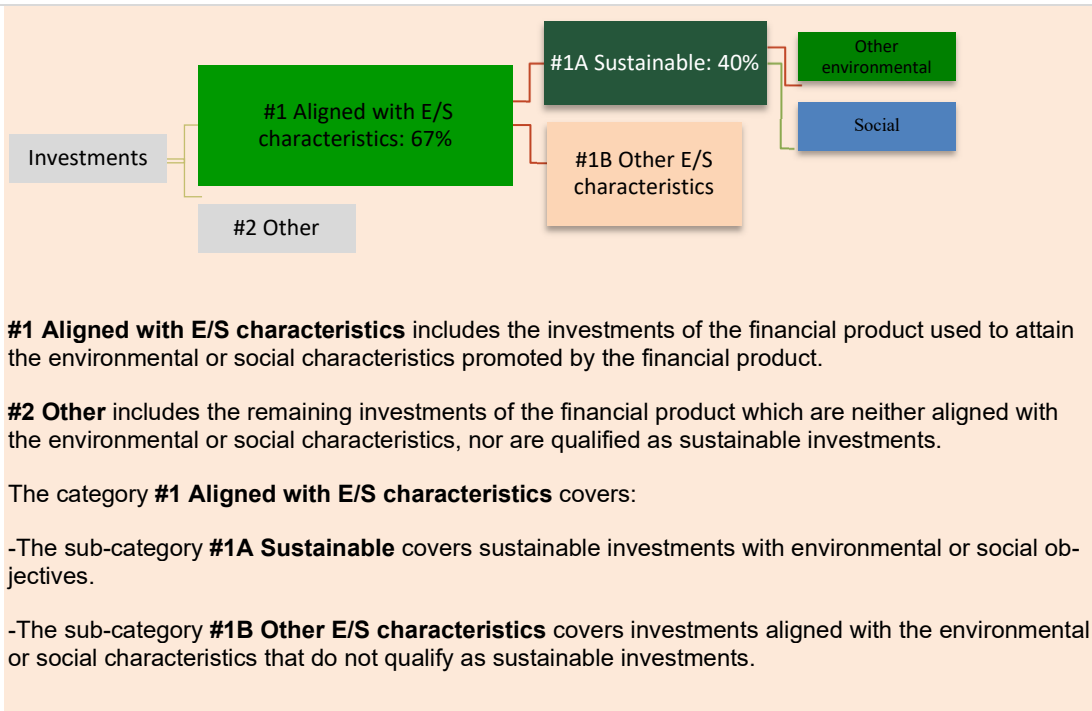 Investments
#1 Aligned with E/S
characteristics: 67%
#2 Other
#1A Sustainable: 40%
#1B Other E/S
characteristics
Other
environmental
Social
#1 Aligned with E/S characteristics includes the investments of the financial product used to attain
the environmental or social characteristics promoted by the financial product.
#2 Other includes the remaining investments of the financial product which are neither aligned with
the environmental or social characteristics, nor are qualified as sustainable investments.
The category #1 Aligned with E/S characteristics covers:
-The sub-category #1A Sustainable covers sustainable investments with environmental or social ob-
jectives.
-The sub-category #1B Other E/S characteristics covers investments aligned with the environmental
or social characteristics that do not qualify as sustainable investments.